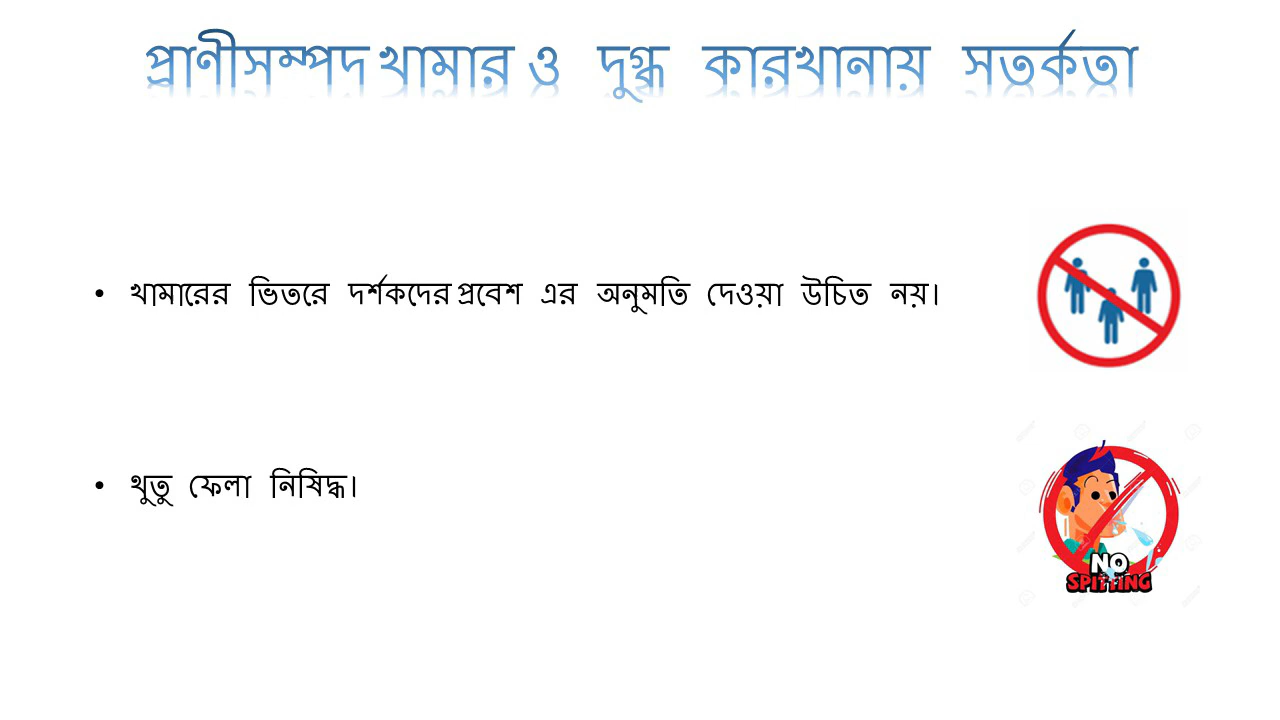 প্রাণীসম্পদ খামার ও দুগ্ধ কারখানায় সতর্কতা
• খামারের ভিতরে দর্শকদের প্রবেশ এর অনুমতি দেওয়া উচিত নয়।
• থুতু ফেলা নিষিদ্ধ।
NO
SPITTING